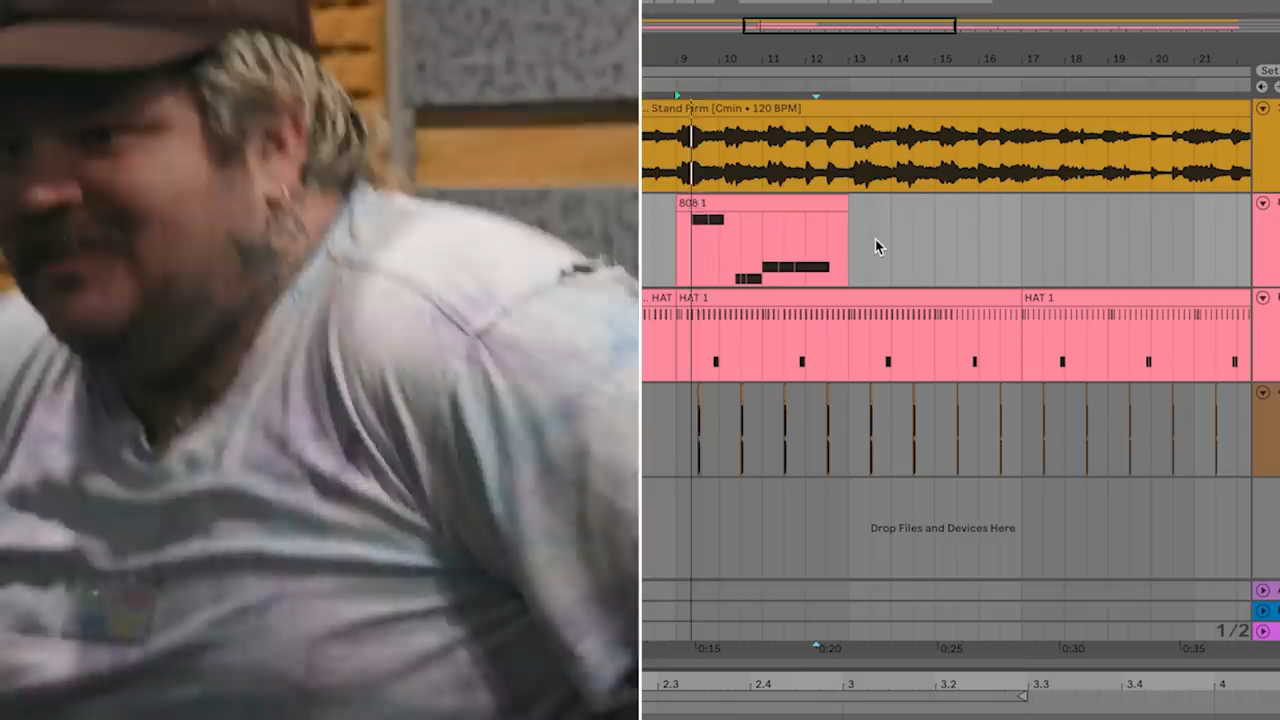 9 10 11 12 13 14 15 16 17 18 19 20 21
Set
.. Stand Firm [Cmin • 120 BPM]
808 1
.. HAT HAT 1 HAT 1
Drop Files and Devices Here
1/2
0:15 0:20 0:25 0:30 0:35
2.3 2.4 3 3.2 3.3 3.4 4